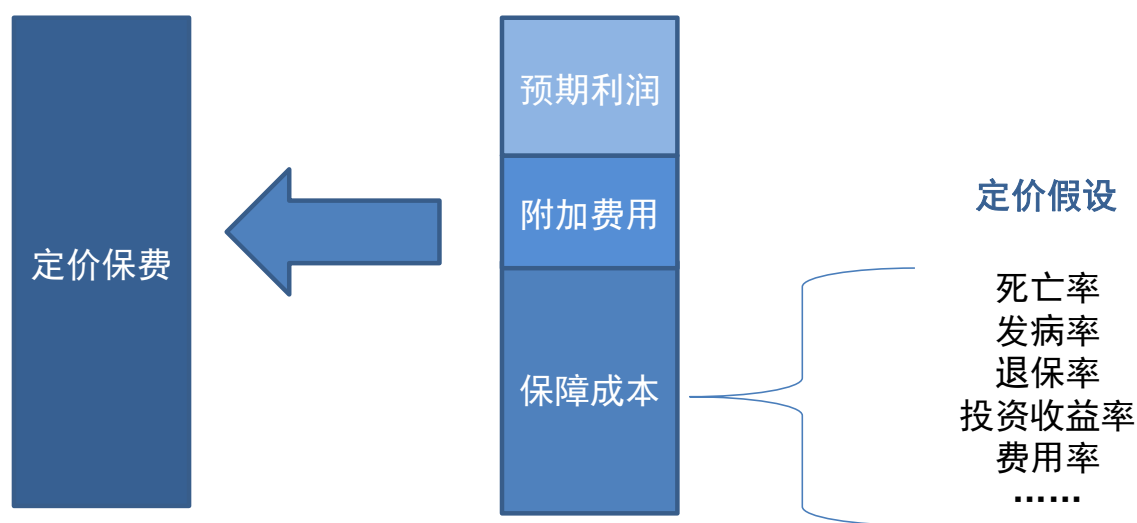 定价保费
预期利润
附加费用
保障成本
定价假设
死亡率
发病率
退保率
投资收益率
费用率
……